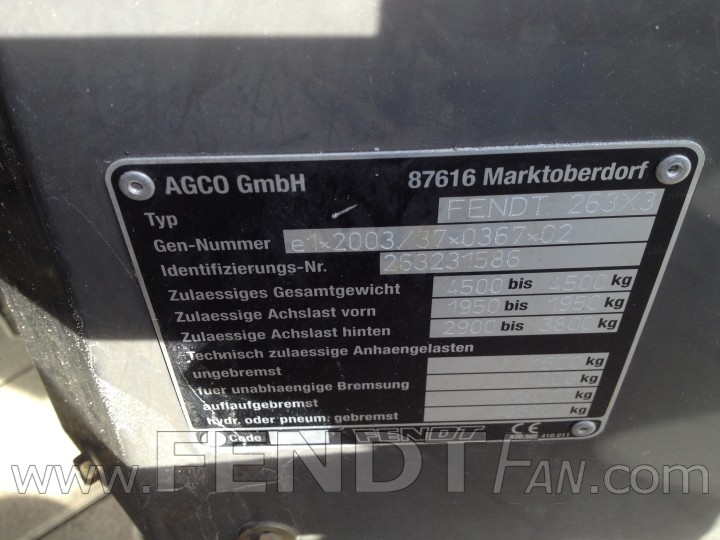 AGCO GmbH 87616 Marktoberdorf
Typ FENDT 263X3
Gen-Nummer e1*2003/37*0367*02
Identifizierungs-Nr. 263231586
Zulaessiges Gesamtgewicht 4500 bis 4500 kg
Zulaessige Achslast vorn 1950 bis 1950 kg
Zulaessige Achslast hinten 2900 bis 3800 kg
Technisch zulaessige Anhaengelasten
ungebremst kg
fuer unabhaengige Bremsung kg
auflaufgebremst kg
hydr. oder pneum. gebremst kg
Code FENDT CE
www.FENDTFAN.com